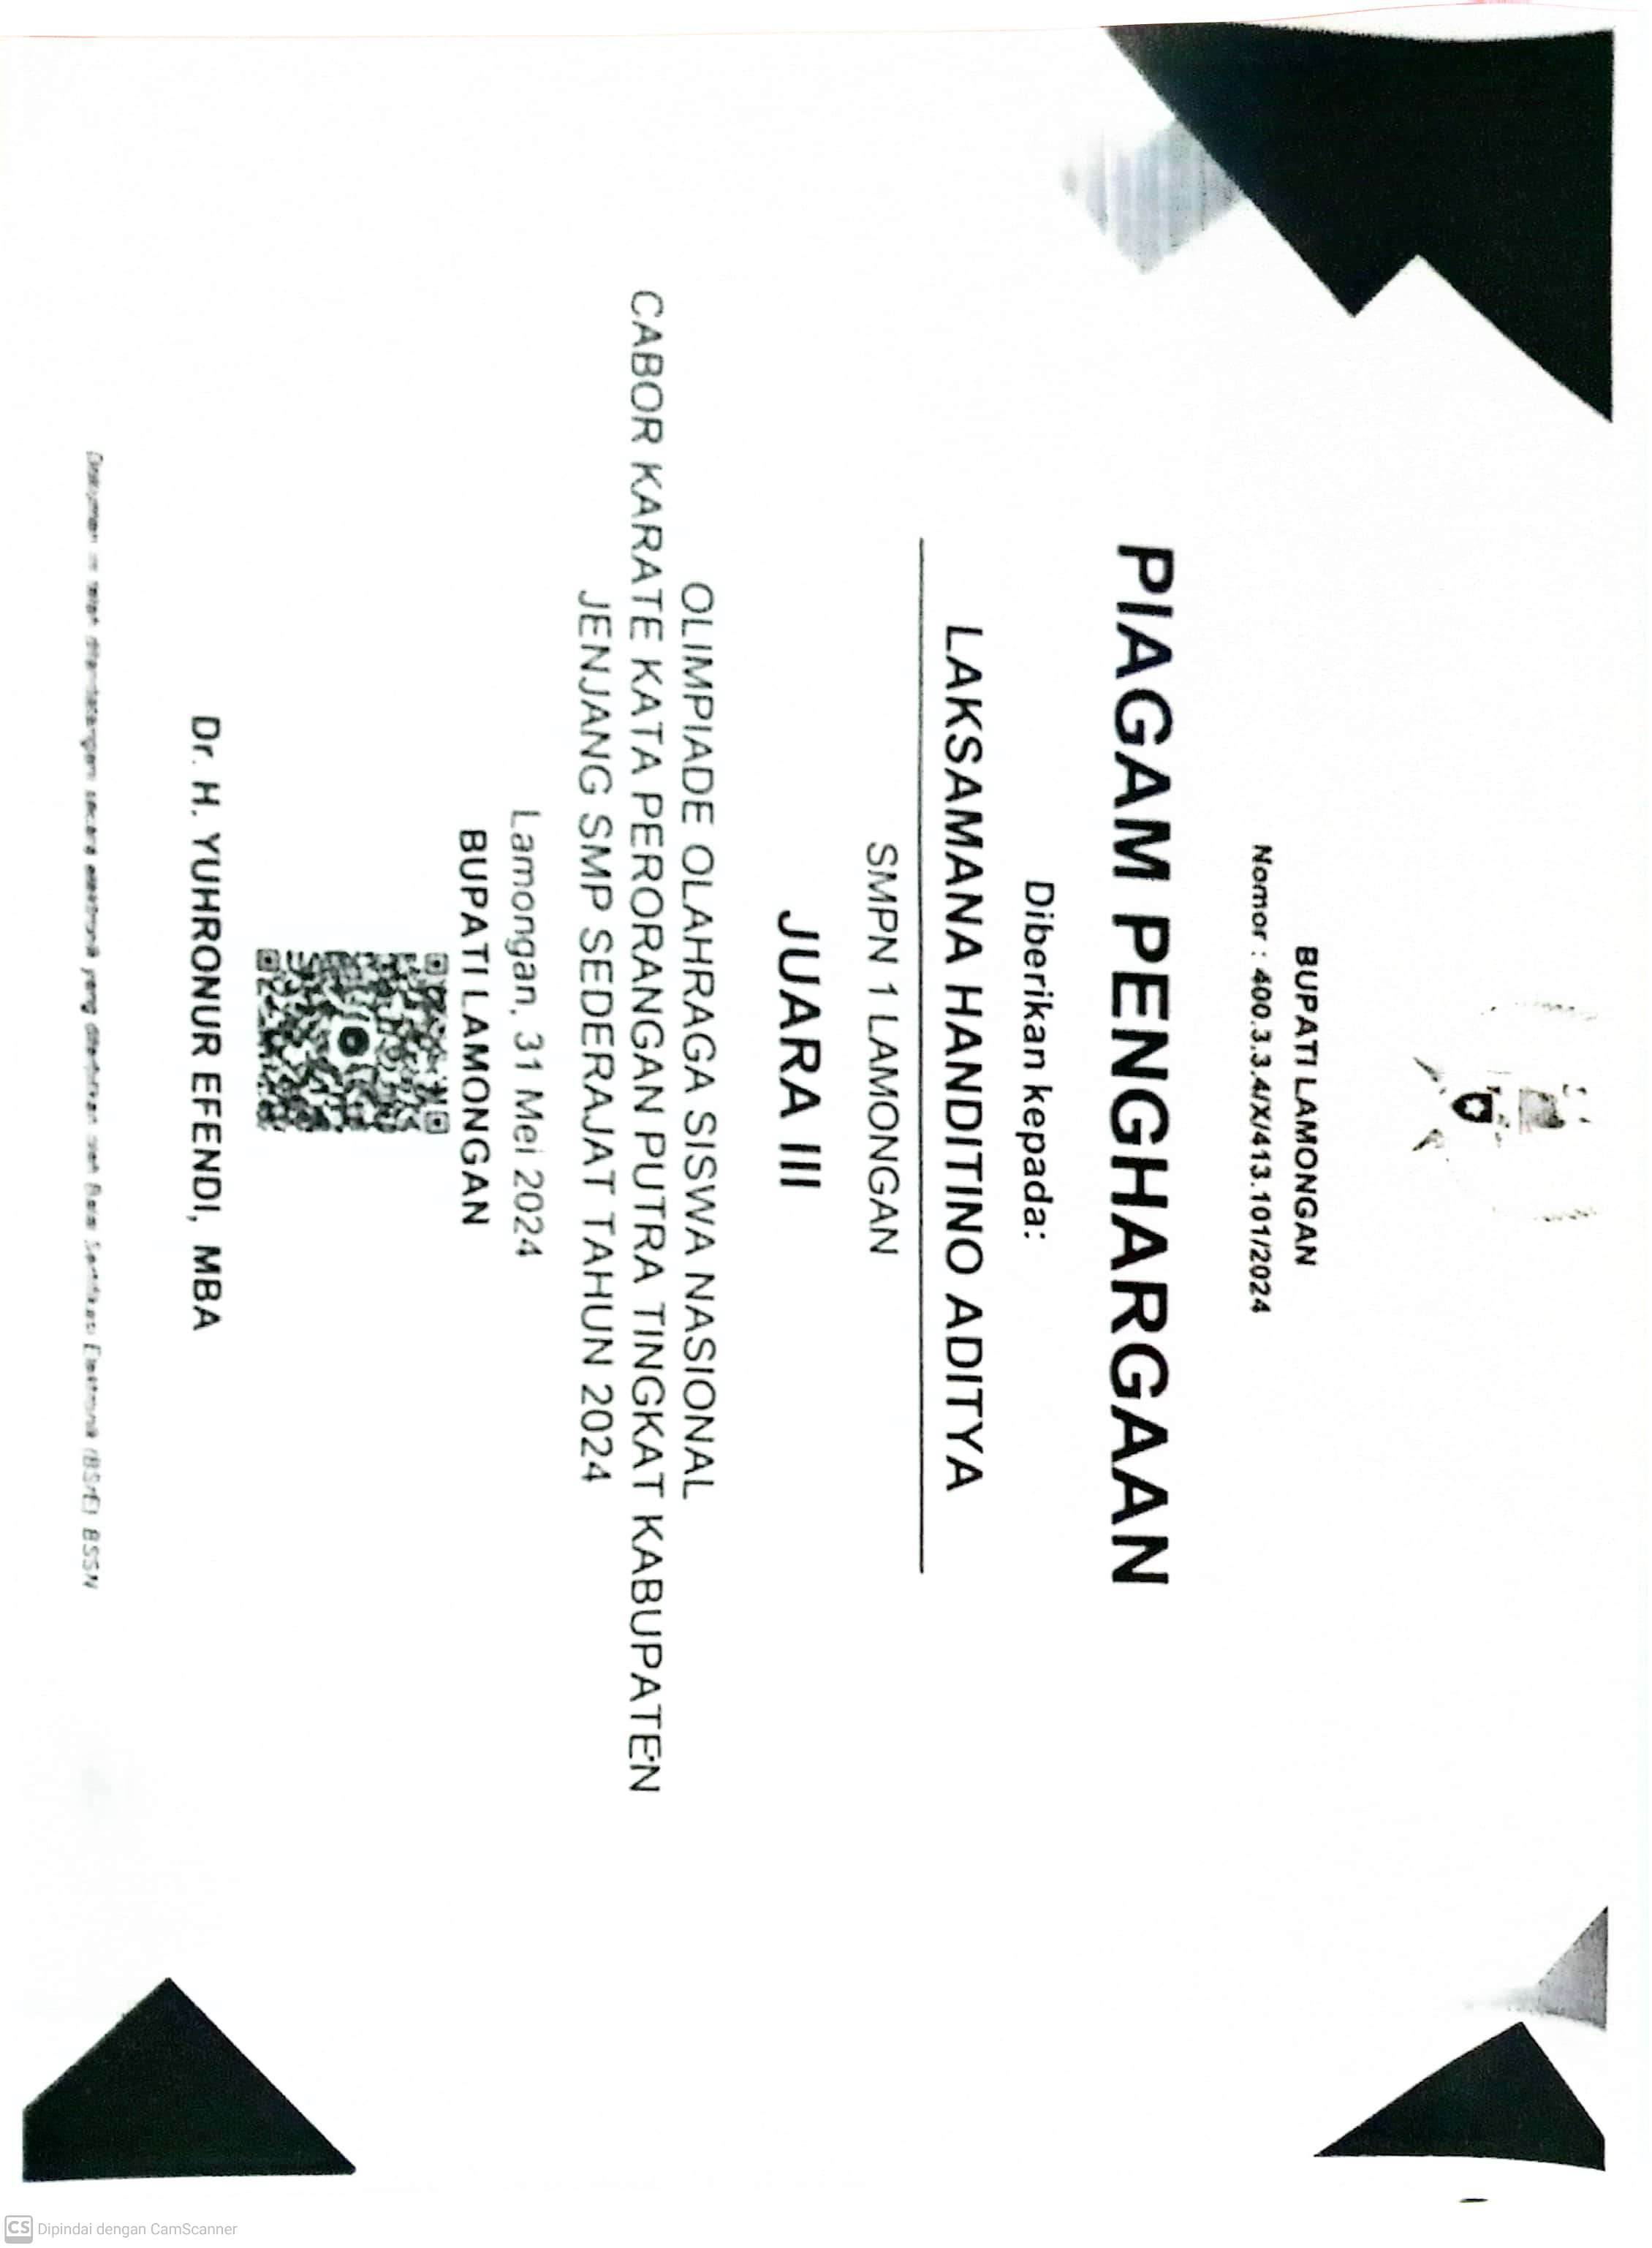 BUPATI LAMONGAN
Nomor : 400.3.3.4/X/413.101/2024
PIAGAM PENGHARGAAN
Diberikan kepada:
LAKSAMANA HANDITINO ADITYA
SMPN 1 LAMONGAN
JUARA III
OLIMPIADE OLAHRAGA SISWA NASIONAL
CABOR KARATE KATA PERORANGAN PUTRA TINGKAT KABUPATEN
JENJANG SMP SEDERAJAT TAHUN 2024
Lamongan, 31 Mei 2024
BUPATI LAMONGAN
Dr. H. YUHRONUR EFENDI, MBA
Dokumen ini telah ditandatangani secara elektronik yang diterbitkan oleh Balai Sertifikasi Elektronik (BSrE) BSSN
CS Dipindai dengan CamScanner